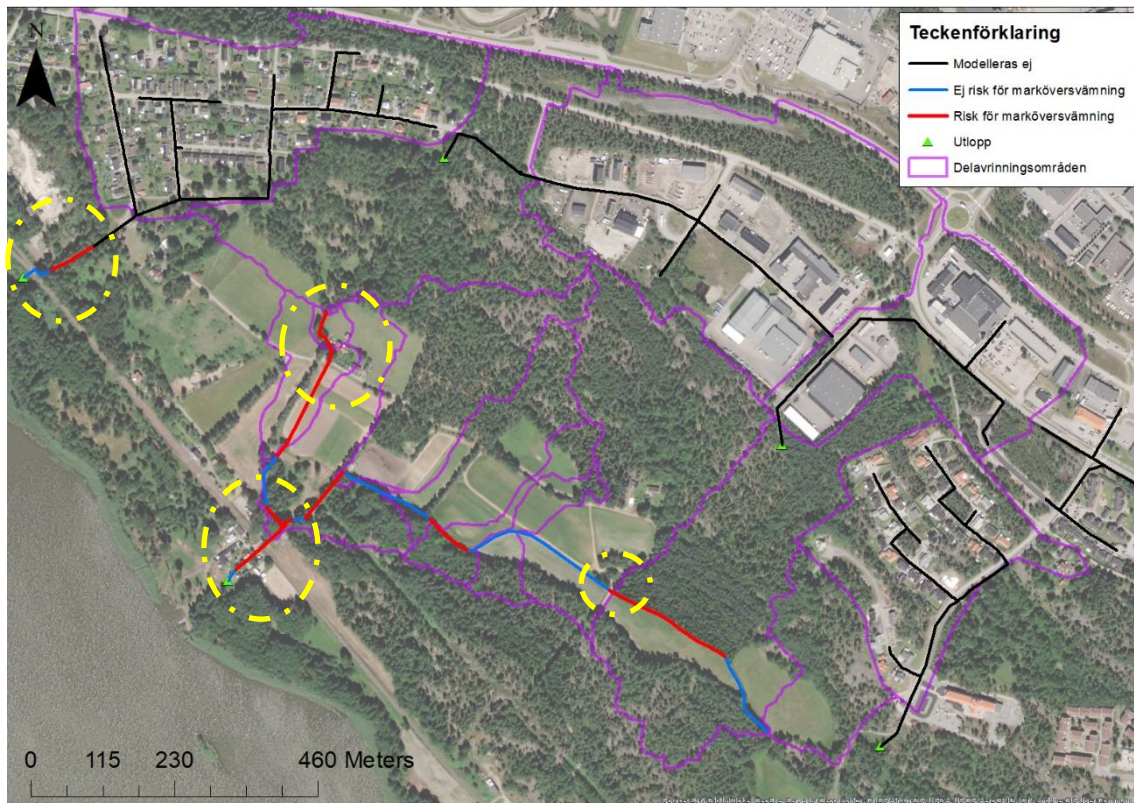 N
Teckenförklaring
Modelleras ej
Ej risk för marköversvämning
Risk för marköversvämning
Utlopp
Delavrinningsområden
0 115 230 460 Meters